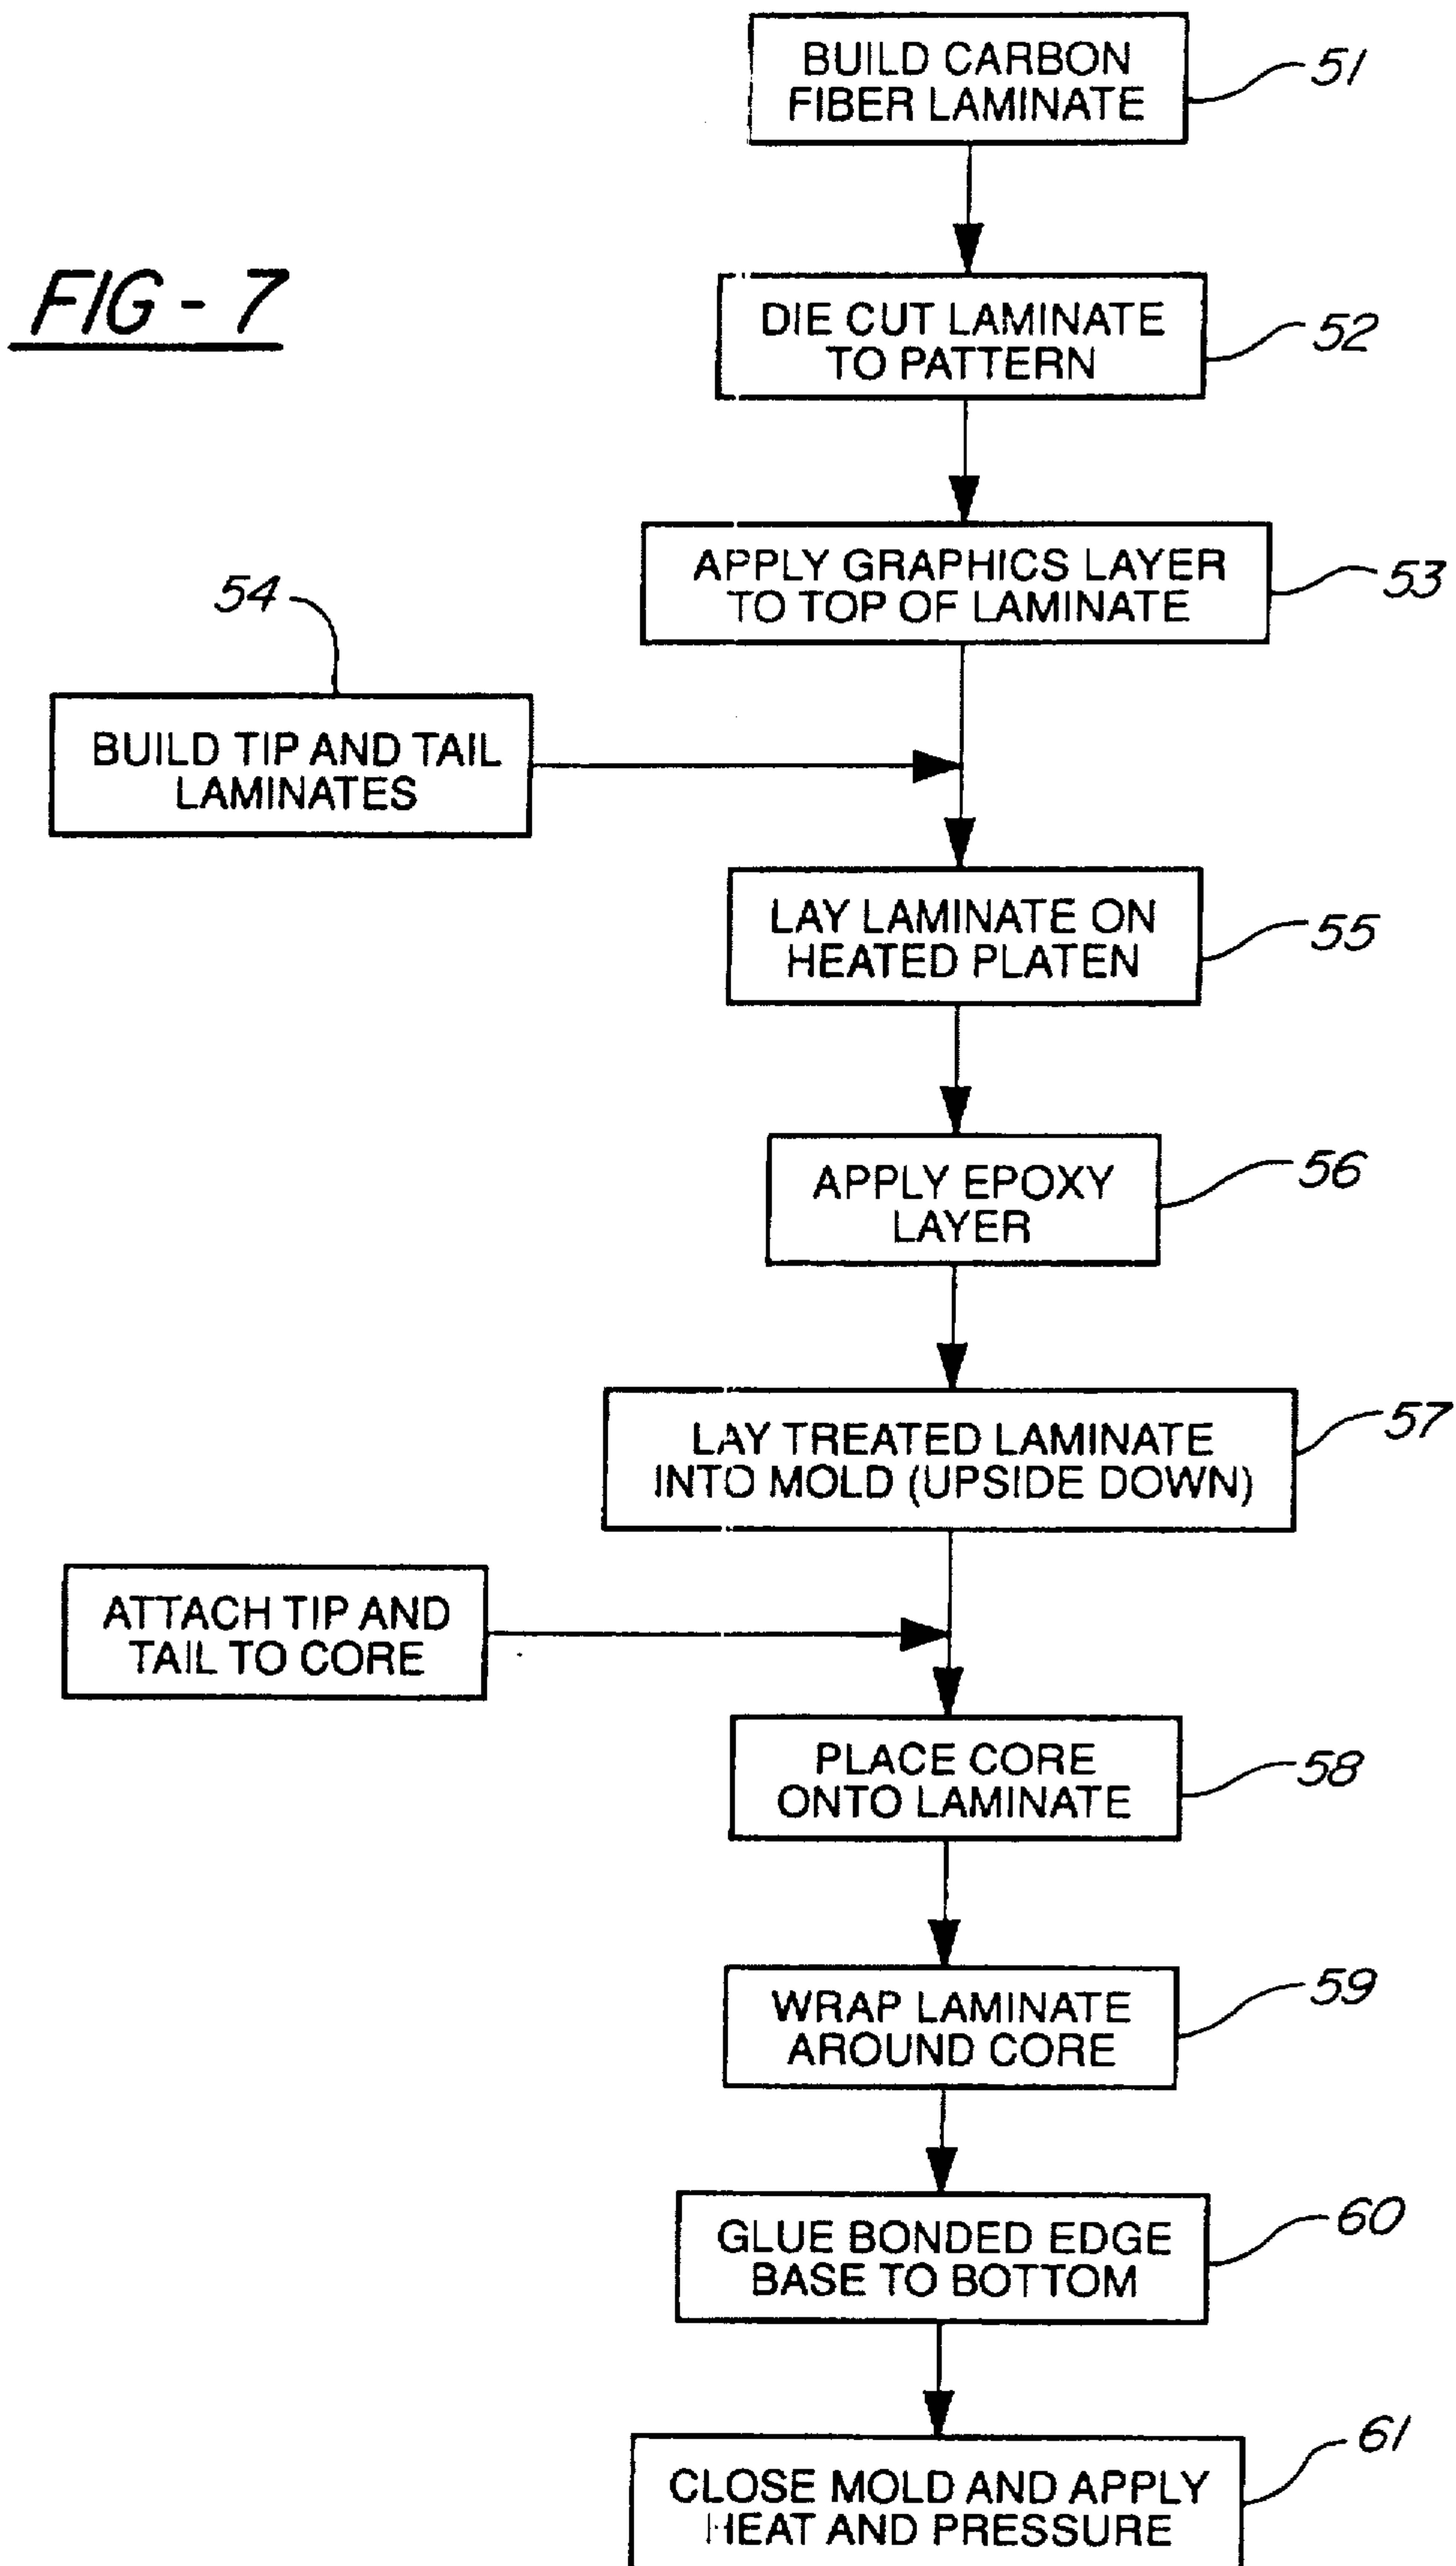 BUILD CARBON
FIBER LAMINATE
51
FIG - 7
DIE CUT LAMINATE
TO PATTERN
52
APPLY GRAPHICS LAYER
TO TOP OF LAMINATE
53
54
BUILD TIP AND TAIL
LAMINATES
LAY LAMINATE ON
HEATED PLATEN
55
APPLY EPOXY
LAYER
56
LAY TREATED LAMINATE
INTO MOLD (UPSIDE DOWN)
57
ATTACH TIP AND
TAIL TO CORE
PLACE CORE
ONTO LAMINATE
58
WRAP LAMINATE
AROUND CORE
59
GLUE BONDED EDGE
BASE TO BOTTOM
60
CLOSE MOLD AND APPLY
HEAT AND PRESSURE
61